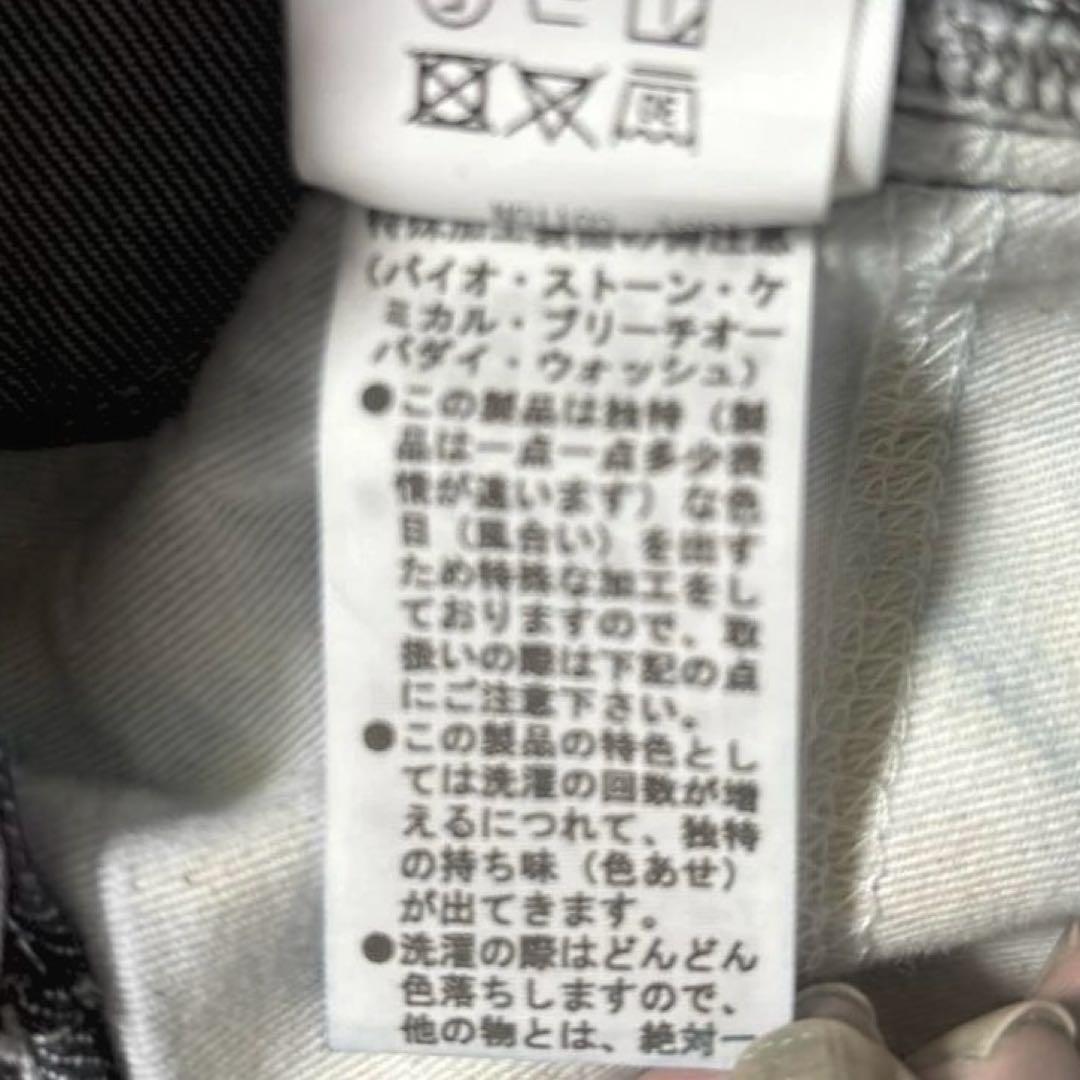 特殊加工製品の御注意
(バイオ・ストーン・ケ
ミカル・ブリーチオー
バダイ・ウォッシュ)
●この製品は独特(製
品は一点一点多少表
情が違います)な色
目(風合い)を出す
ため特殊な加工をし
ておりますので、取
扱いの際は下記の点
にご注意下さい。
●この製品の特色とし
ては洗濯の回数が増
えるにつれて、独特
の持ち味(色あせ)
が出てきます。
●洗濯の際はどんどん
色落ちしますので、
他の物とは、絶対一